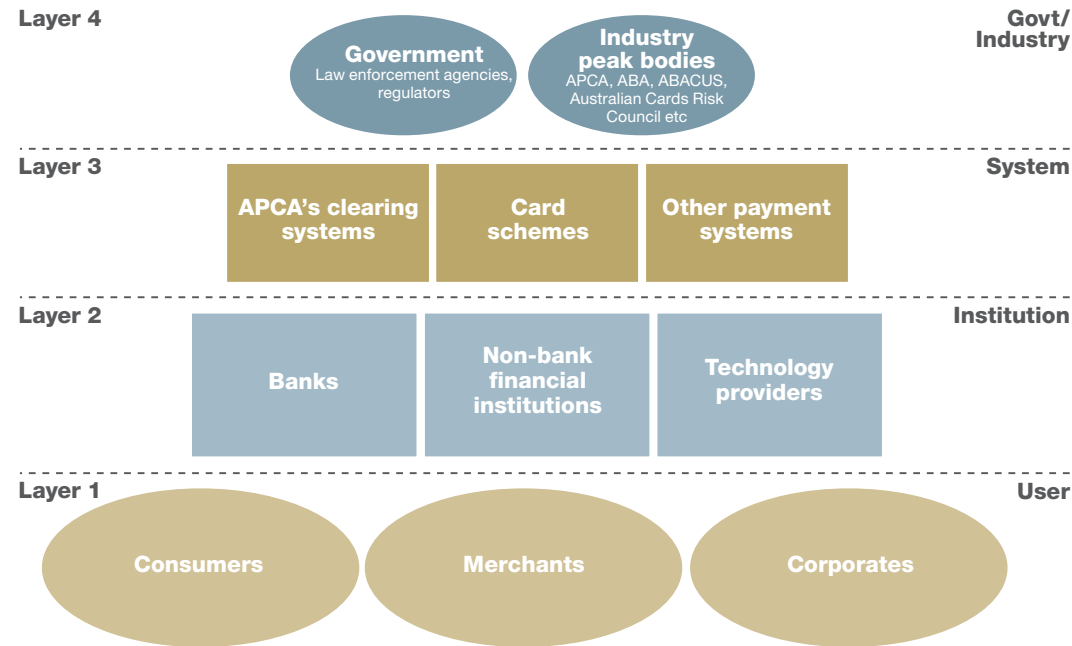 Layer 4
Govt/
Industry
Government
Law enforcement agencies,
regulators
Industry
peak bodies
APCA, ABA, ABACUS,
Australian Cards Risk
Council etc
Layer 3
System
APCA’s clearing
systems
Card
schemes
Other payment
systems
Layer 2
Institution
Banks
Non-bank
financial
institutions
Technology
providers
Layer 1
User
Consumers
Merchants
Corporates